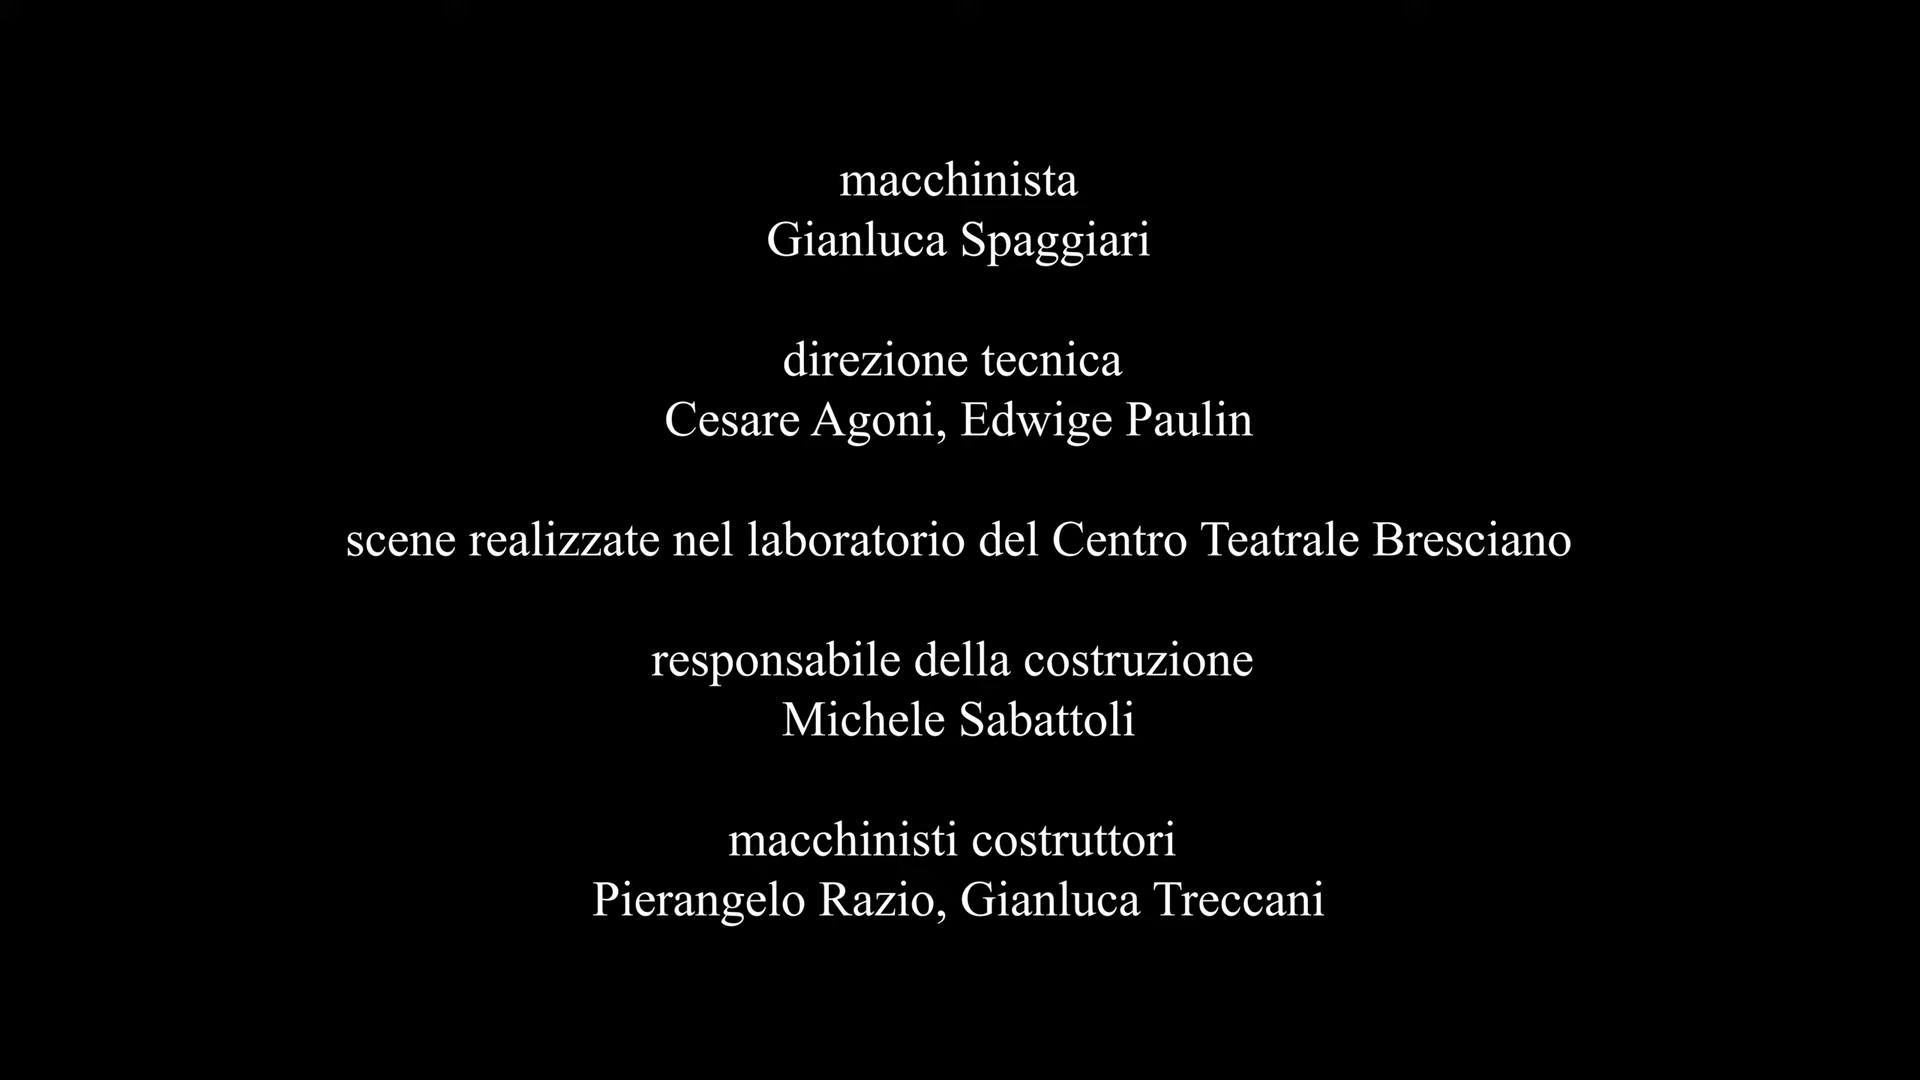 macchinista
Gianluca Spaggiari
direzione tecnica
Cesare Agoni, Edwige Paulin
scene realizzate nel laboratorio del Centro Teatrale Bresciano
responsabile della costruzione
Michele Sabattoli
macchinisti costruttori
Pierangelo Razio, Gianluca Treccani